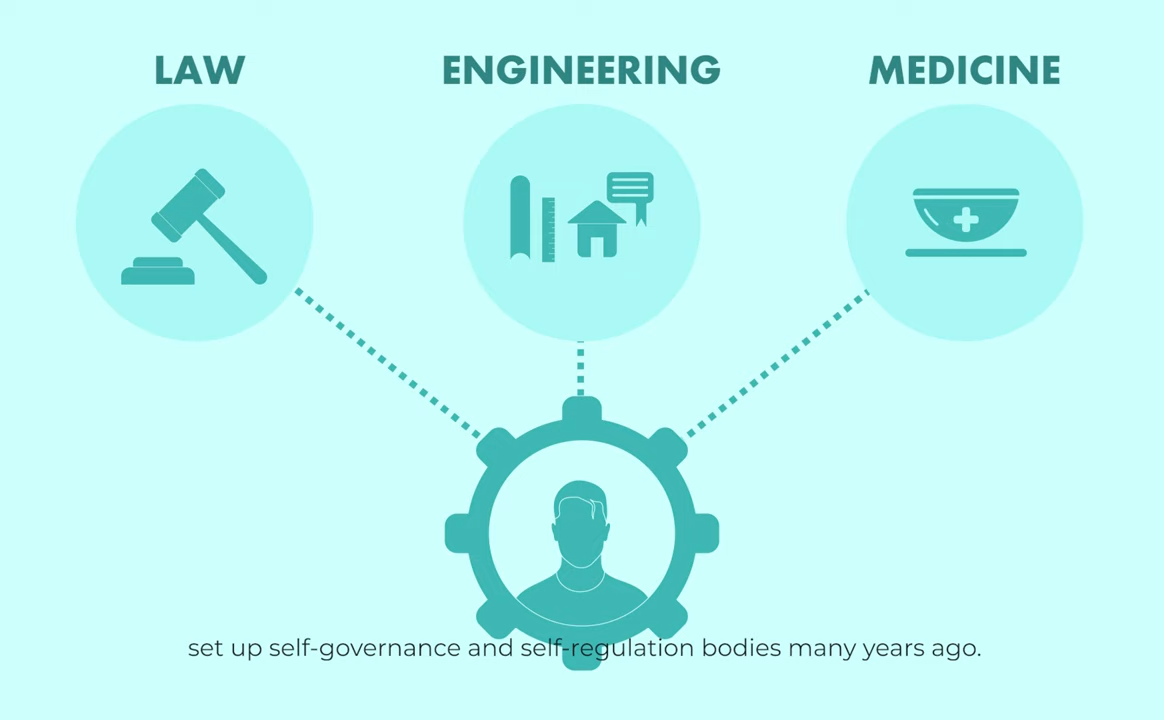 LAW
ENGINEERING
MEDICINE
set up self-governance and self-regulation bodies many years ago.